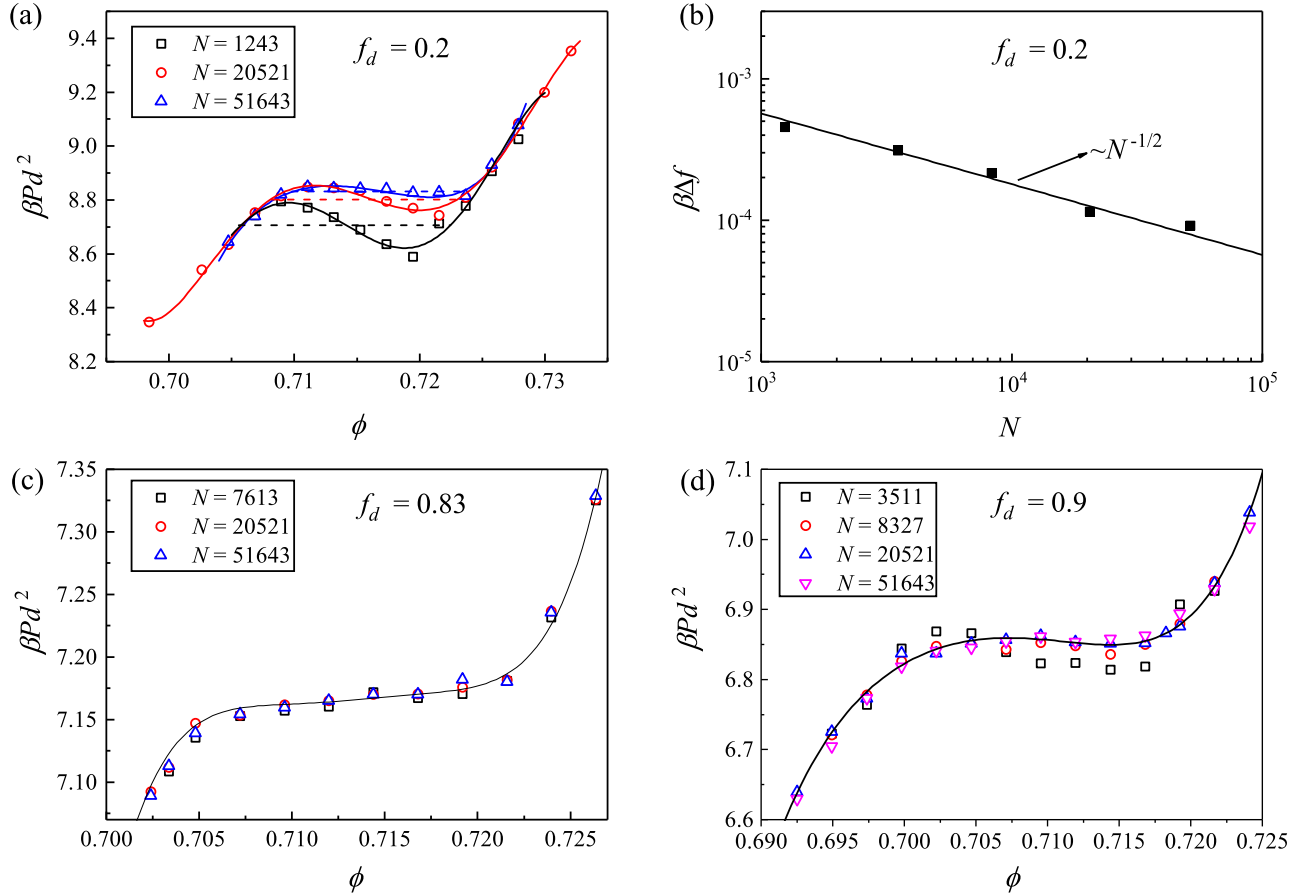 (a)
N = 1243
N = 20521
N = 51643
f_d = 0.2
9.4
9.2
9.0
8.8
8.6
8.4
8.2
βPd²
0.70 0.71 0.72 0.73
ϕ
(b)
f_d = 0.2
10⁻³
10⁻⁴
10⁻⁵
βΔf
~N⁻¹/²
10³ 10⁴ 10⁵
N
(c)
N = 7613
N = 20521
N = 51643
f_d = 0.83
7.35
7.30
7.25
7.20
7.15
7.10
βPd²
0.700 0.705 0.710 0.715 0.720 0.725
ϕ
(d)
N = 3511
N = 8327
N = 20521
N = 51643
f_d = 0.9
7.1
7.0
6.9
6.8
6.7
6.6
βPd²
0.690 0.695 0.700 0.705 0.710 0.715 0.720 0.725
ϕ